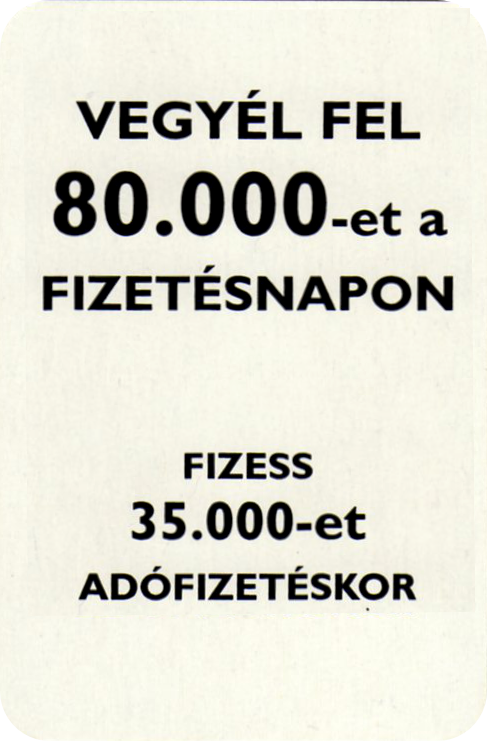 VEGYÉL FEL
80.000-et a
FIZETÉSNAPON
FIZESS
35.000-et
ADÓFIZETÉSKOR